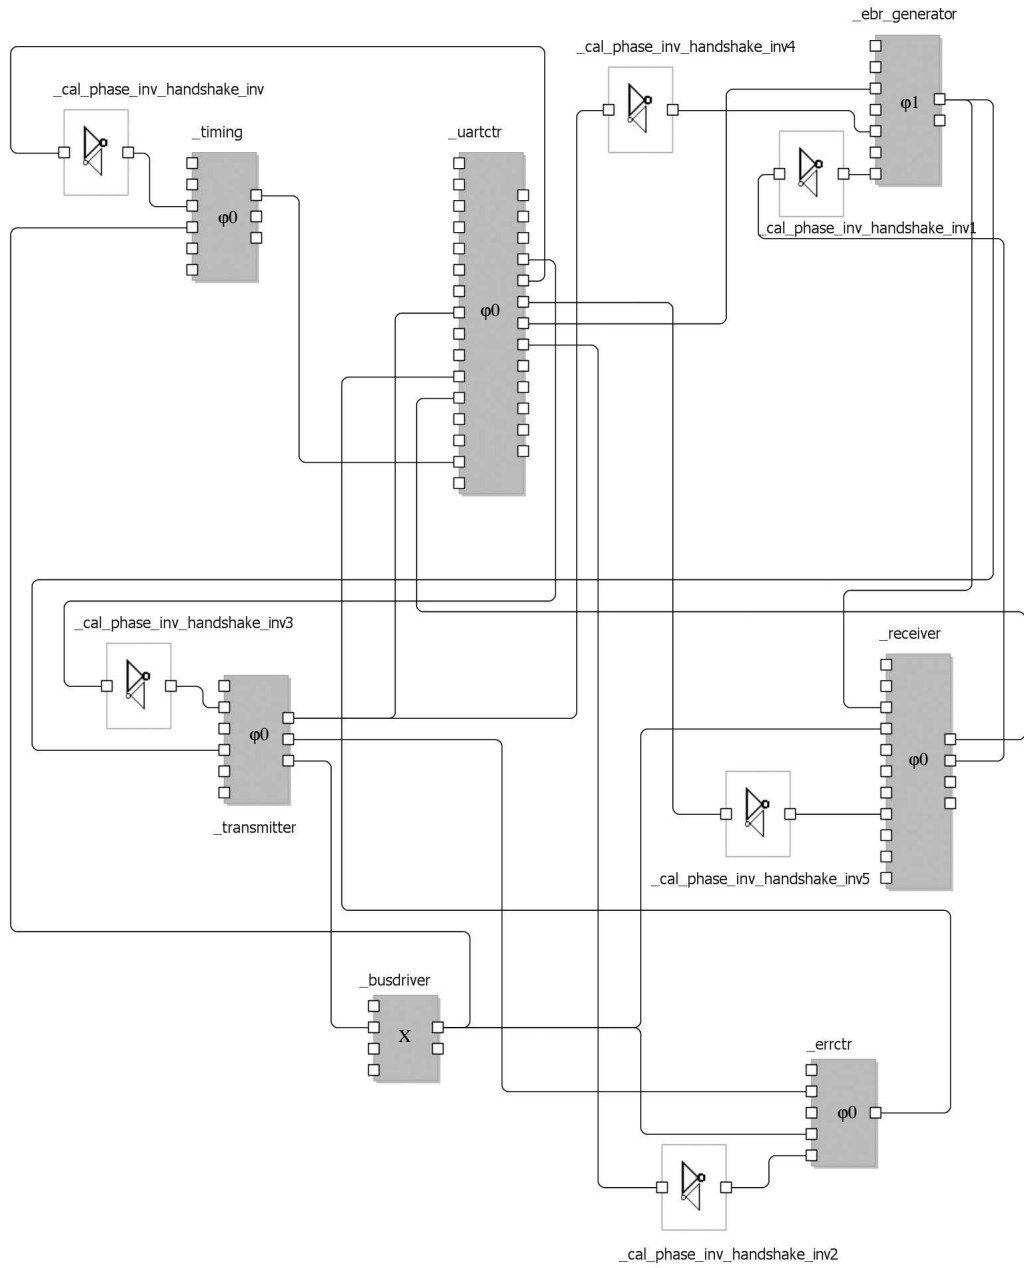 _ebr_generator
_cal_phase_inv_handshake_inv4
_cal_phase_inv_handshake_inv
φ1
_timing
_uartctr
φ0
_cal_phase_inv_handshake_inv1
φ0
_cal_phase_inv_handshake_inv3
_receiver
φ0
φ0
_transmitter
_cal_phase_inv_handshake_inv5
_busdriver
X
_errctr
φ0
_cal_phase_inv_handshake_inv2